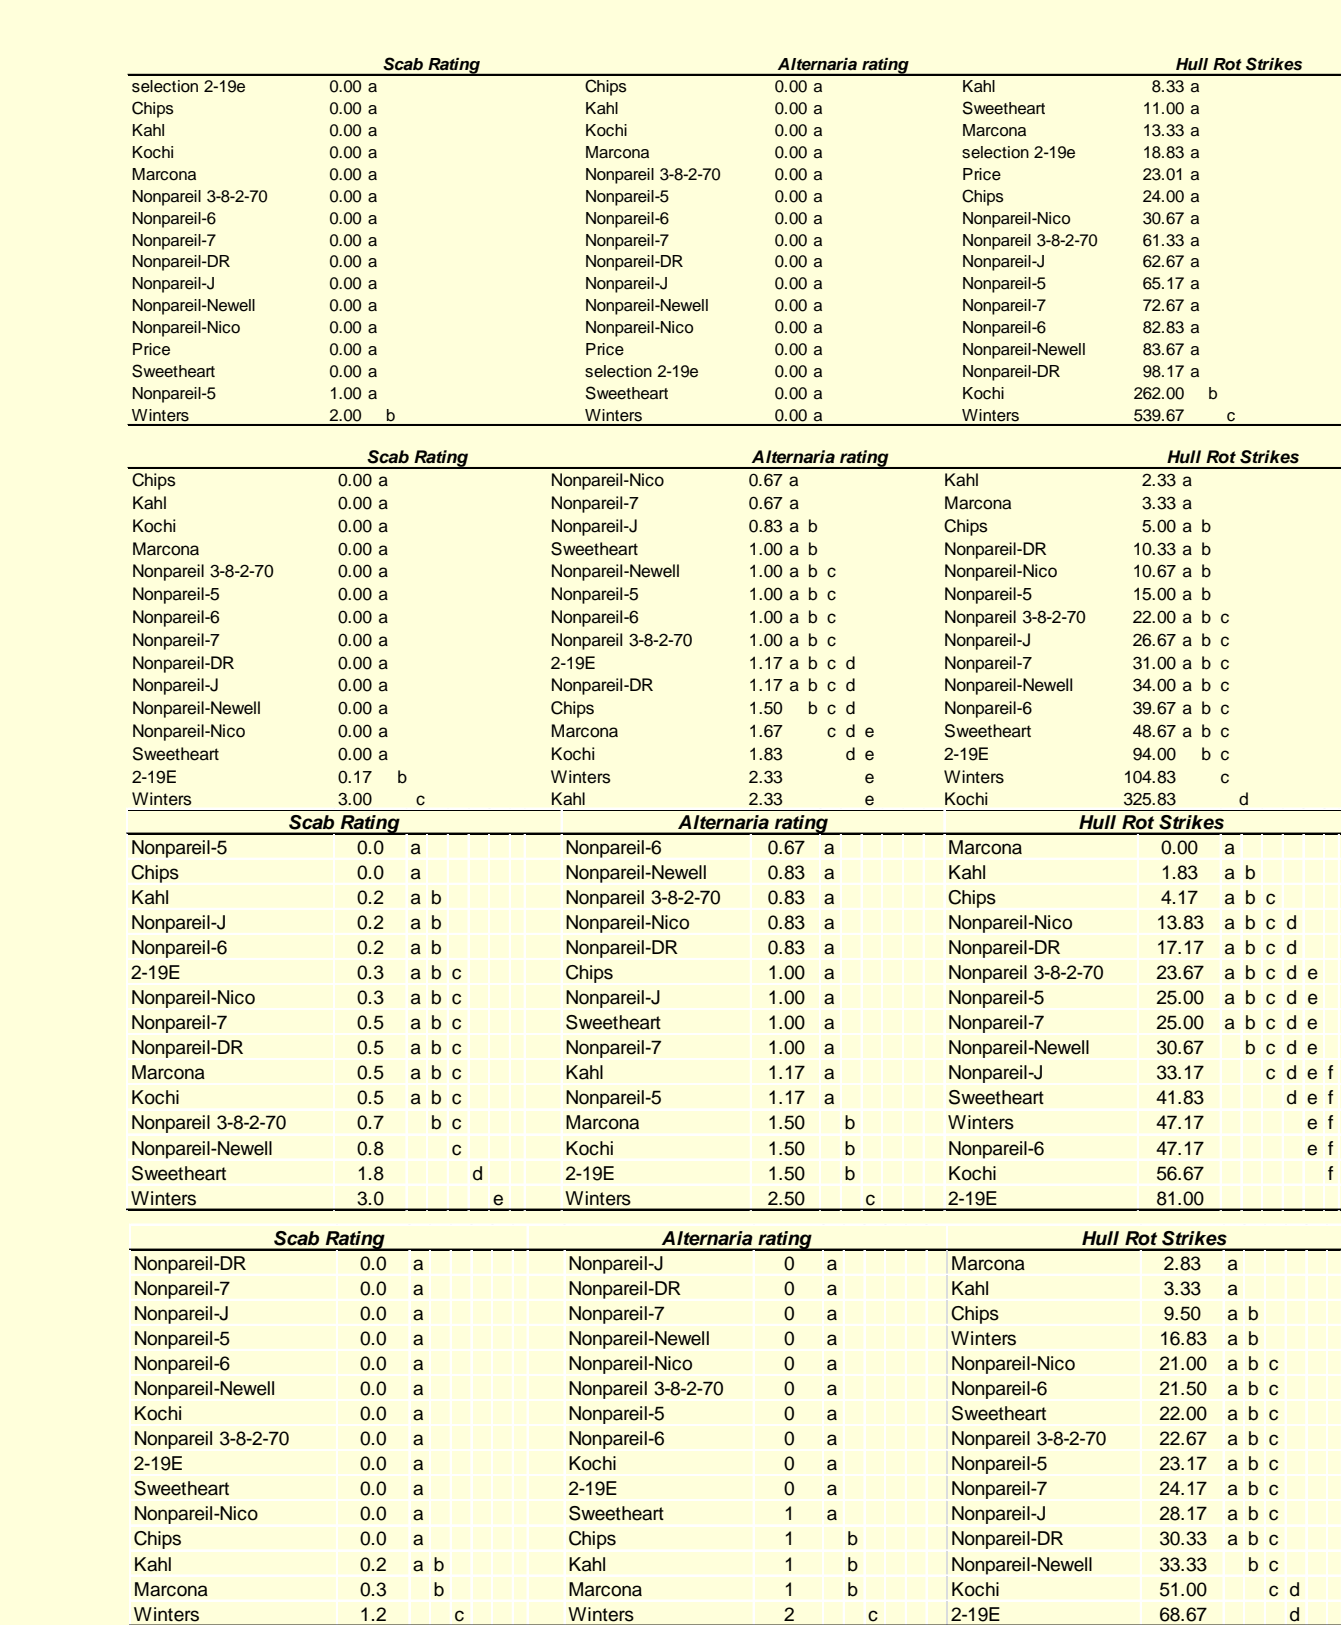 Scab Rating Alternaria rating Hull Rot Strikes
selection 2-19e 0.00 a Chips 0.00 a Kahl 8.33 a
Chips 0.00 a Kahl 0.00 a Sweetheart 11.00 a
Kahl 0.00 a Kochi 0.00 a Marcona 13.33 a
Kochi 0.00 a Marcona 0.00 a selection 2-19e 18.83 a
Marcona 0.00 a Nonpareil 3-8-2-70 0.00 a Price 23.01 a
Nonpareil 3-8-2-70 0.00 a Nonpareil-5 0.00 a Chips 24.00 a
Nonpareil-6 0.00 a Nonpareil-6 0.00 a Nonpareil-Nico 30.67 a
Nonpareil-7 0.00 a Nonpareil-7 0.00 a Nonpareil 3-8-2-70 61.33 a
Nonpareil-DR 0.00 a Nonpareil-DR 0.00 a Nonpareil-J 62.67 a
Nonpareil-J 0.00 a Nonpareil-J 0.00 a Nonpareil-5 65.17 a
Nonpareil-Newell 0.00 a Nonpareil-Newell 0.00 a Nonpareil-7 72.67 a
Nonpareil-Nico 0.00 a Nonpareil-Nico 0.00 a Nonpareil-6 82.83 a
Price 0.00 a Price 0.00 a Nonpareil-Newell 83.67 a
Sweetheart 0.00 a selection 2-19e 0.00 a Nonpareil-DR 98.17 a
Nonpareil-5 1.00 a Sweetheart 0.00 a Kochi 262.00 b
Winters 2.00 b Winters 0.00 a Winters 539.67 c
Scab Rating Alternaria rating Hull Rot Strikes
Chips 0.00 a Nonpareil-Nico 0.67 a Kahl 2.33 a
Kahl 0.00 a Nonpareil-7 0.67 a Marcona 3.33 a
Kochi 0.00 a Nonpareil-J 0.83 a b Chips 5.00 a b
Marcona 0.00 a Sweetheart 1.00 a b Nonpareil-DR 10.33 a b
Nonpareil 3-8-2-70 0.00 a Nonpareil-Newell 1.00 a b c Nonpareil-Nico 10.67 a b
Nonpareil-5 0.00 a Nonpareil-5 1.00 a b c Nonpareil-5 15.00 a b
Nonpareil-6 0.00 a Nonpareil-6 1.00 a b c Nonpareil 3-8-2-70 22.00 a b c
Nonpareil-7 0.00 a Nonpareil 3-8-2-70 1.00 a b c Nonpareil-J 26.67 a b c
Nonpareil-DR 0.00 a 2-19E 1.17 a b c d Nonpareil-7 31.00 a b c
Nonpareil-J 0.00 a Nonpareil-DR 1.17 a b c d Nonpareil-Newell 34.00 a b c
Nonpareil-Newell 0.00 a Chips 1.50 b c d Nonpareil-6 39.67 a b c
Nonpareil-Nico 0.00 a Marcona 1.67 c d e Sweetheart 48.67 a b c
Sweetheart 0.00 a Kochi 1.83 d e 2-19E 94.00 b c
2-19E 0.17 b Winters 2.33 e Winters 104.83 c
Winters 3.00 c Kahl 2.33 e Kochi 325.83 d
Scab Rating Alternaria rating Hull Rot Strikes
Nonpareil-5 0.0 a Nonpareil-6 0.67 a Marcona 0.00 a
Chips 0.0 a Nonpareil-Newell 0.83 a Kahl 1.83 a b
Kahl 0.2 a b Nonpareil 3-8-2-70 0.83 a Chips 4.17 a b c
Nonpareil-J 0.2 a b Nonpareil-Nico 0.83 a Nonpareil-Nico 13.83 a b c d
Nonpareil-6 0.2 a b Nonpareil-DR 0.83 a Nonpareil-DR 17.17 a b c d
2-19E 0.3 a b c Chips 1.00 a Nonpareil 3-8-2-70 23.67 a b c d e
Nonpareil-Nico 0.3 a b c Nonpareil-J 1.00 a Nonpareil-5 25.00 a b c d e
Nonpareil-7 0.5 a b c Sweetheart 1.00 a Nonpareil-7 25.00 a b c d e
Nonpareil-DR 0.5 a b c Nonpareil-7 1.00 a Nonpareil-Newell 30.67 b c d e
Marcona 0.5 a b c Kahl 1.17 a Nonpareil-J 33.17 c d e f
Kochi 0.5 a b c Nonpareil-5 1.17 a Sweetheart 41.83 d e f
Nonpareil 3-8-2-70 0.7 b c Marcona 1.50 b Winters 47.17 e f
Nonpareil-Newell 0.8 c Kochi 1.50 b Nonpareil-6 47.17 e f
Sweetheart 1.8 d 2-19E 1.50 b Kochi 56.67 f
Winters 3.0 e Winters 2.50 c 2-19E 81.00
Scab Rating Alternaria rating Hull Rot Strikes
Nonpareil-DR 0.0 a Nonpareil-J 0 a Marcona 2.83 a
Nonpareil-7 0.0 a Nonpareil-DR 0 a Kahl 3.33 a
Nonpareil-J 0.0 a Nonpareil-7 0 a Chips 9.50 a b
Nonpareil-5 0.0 a Nonpareil-Newell 0 a Winters 16.83 a b
Nonpareil-6 0.0 a Nonpareil-Nico 0 a Nonpareil-Nico 21.00 a b c
Nonpareil-Newell 0.0 a Nonpareil 3-8-2-70 0 a Nonpareil-6 21.50 a b c
Kochi 0.0 a Nonpareil-5 0 a Sweetheart 22.00 a b c
Nonpareil 3-8-2-70 0.0 a Nonpareil-6 0 a Nonpareil 3-8-2-70 22.67 a b c
2-19E 0.0 a Kochi 0 a Nonpareil-5 23.17 a b c
Sweetheart 0.0 a 2-19E 0 a Nonpareil-7 24.17 a b c
Nonpareil-Nico 0.0 a Sweetheart 1 a Nonpareil-J 28.17 a b c
Chips 0.0 a Chips 1 b Nonpareil-DR 30.33 a b c
Kahl 0.2 a b Kahl 1 b Nonpareil-Newell 33.33 b c
Marcona 0.3 b Marcona 1 b Kochi 51.00 c d
Winters 1.2 c Winters 2 c 2-19E 68.67 d